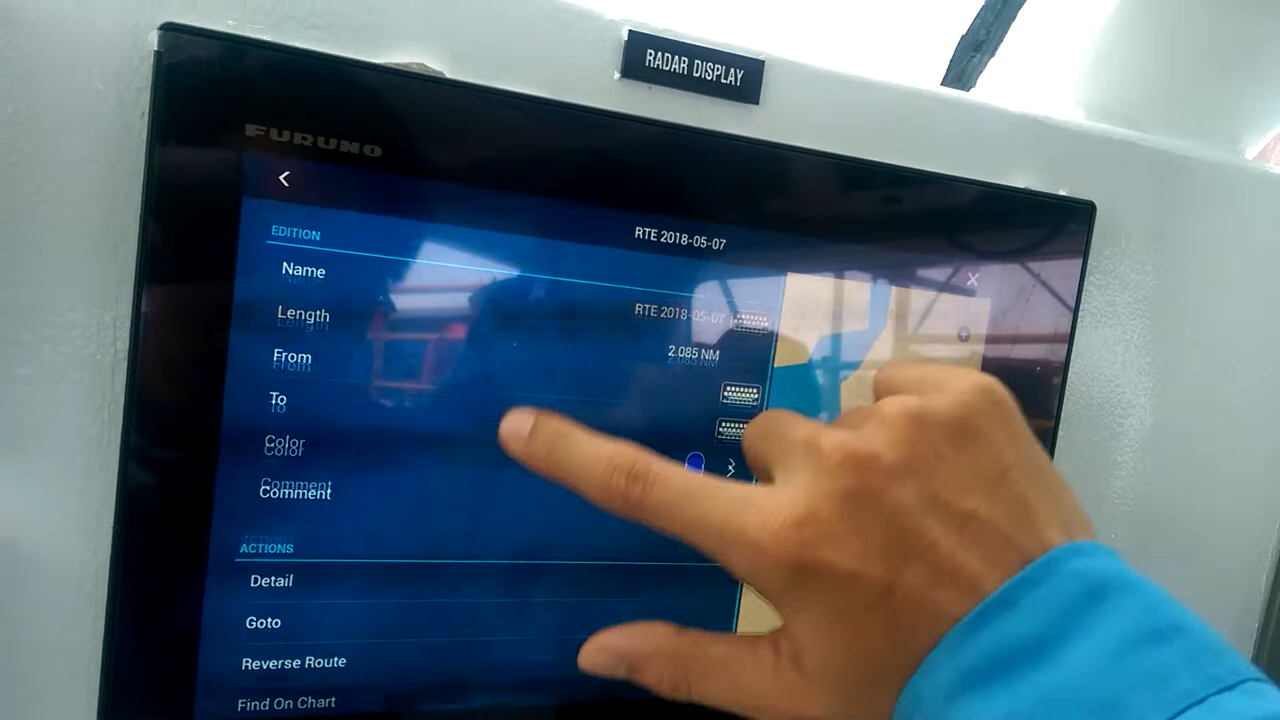 RADAR DISPLAY
FURUNO
RTE 2018-05-07
EDITION
Name
RTE 2018-05-07
Length
2.085 NM
From
To
Color
Comment
ACTIONS
Detail
Goto
Reverse Route
Find On Chart